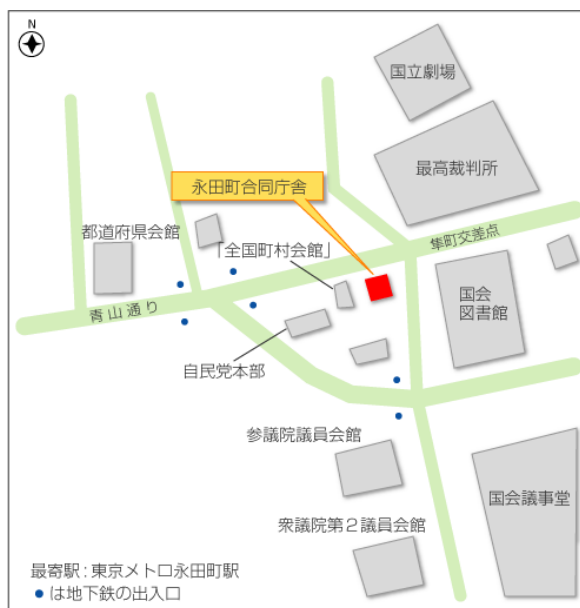 N
国立劇場
最高裁判所
永田町合同庁舎
隼町交差点
都道府県会館
「全国町村会館」
国会
図書館
青山通り
自民党本部
参議院議員会館
国会議事堂
衆議院第2議員会館
最寄駅:東京メトロ永田町駅
●は地下鉄の出入口